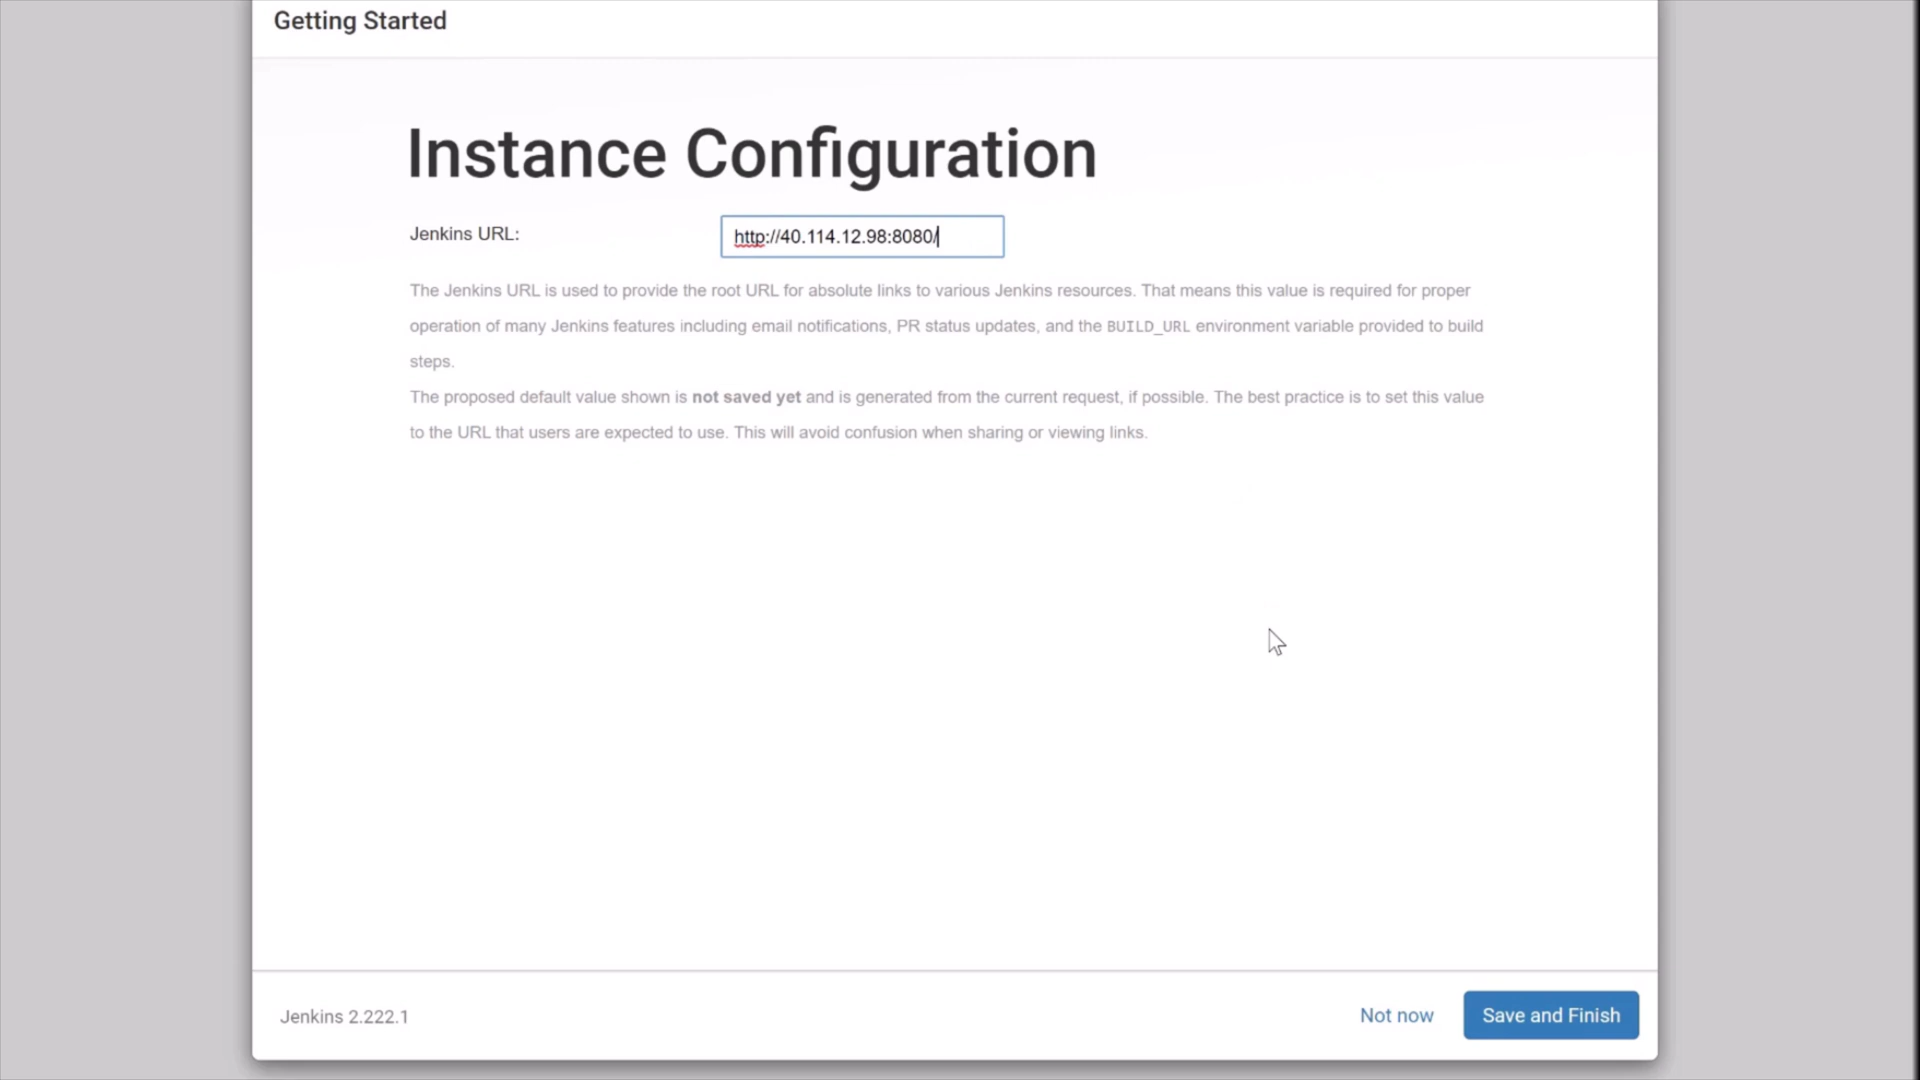 Getting Started
Instance Configuration
Jenkins URL:
http://40.114.12.98:8080/
The Jenkins URL is used to provide the root URL for absolute links to various Jenkins resources. That means this value is required for proper
operation of many Jenkins features including email notifications, PR status updates, and the BUILD_URL environment variable provided to build
steps.
The proposed default value shown is not saved yet and is generated from the current request, if possible. The best practice is to set this value
to the URL that users are expected to use. This will avoid confusion when sharing or viewing links.
Jenkins 2.222.1
Not now
Save and Finish